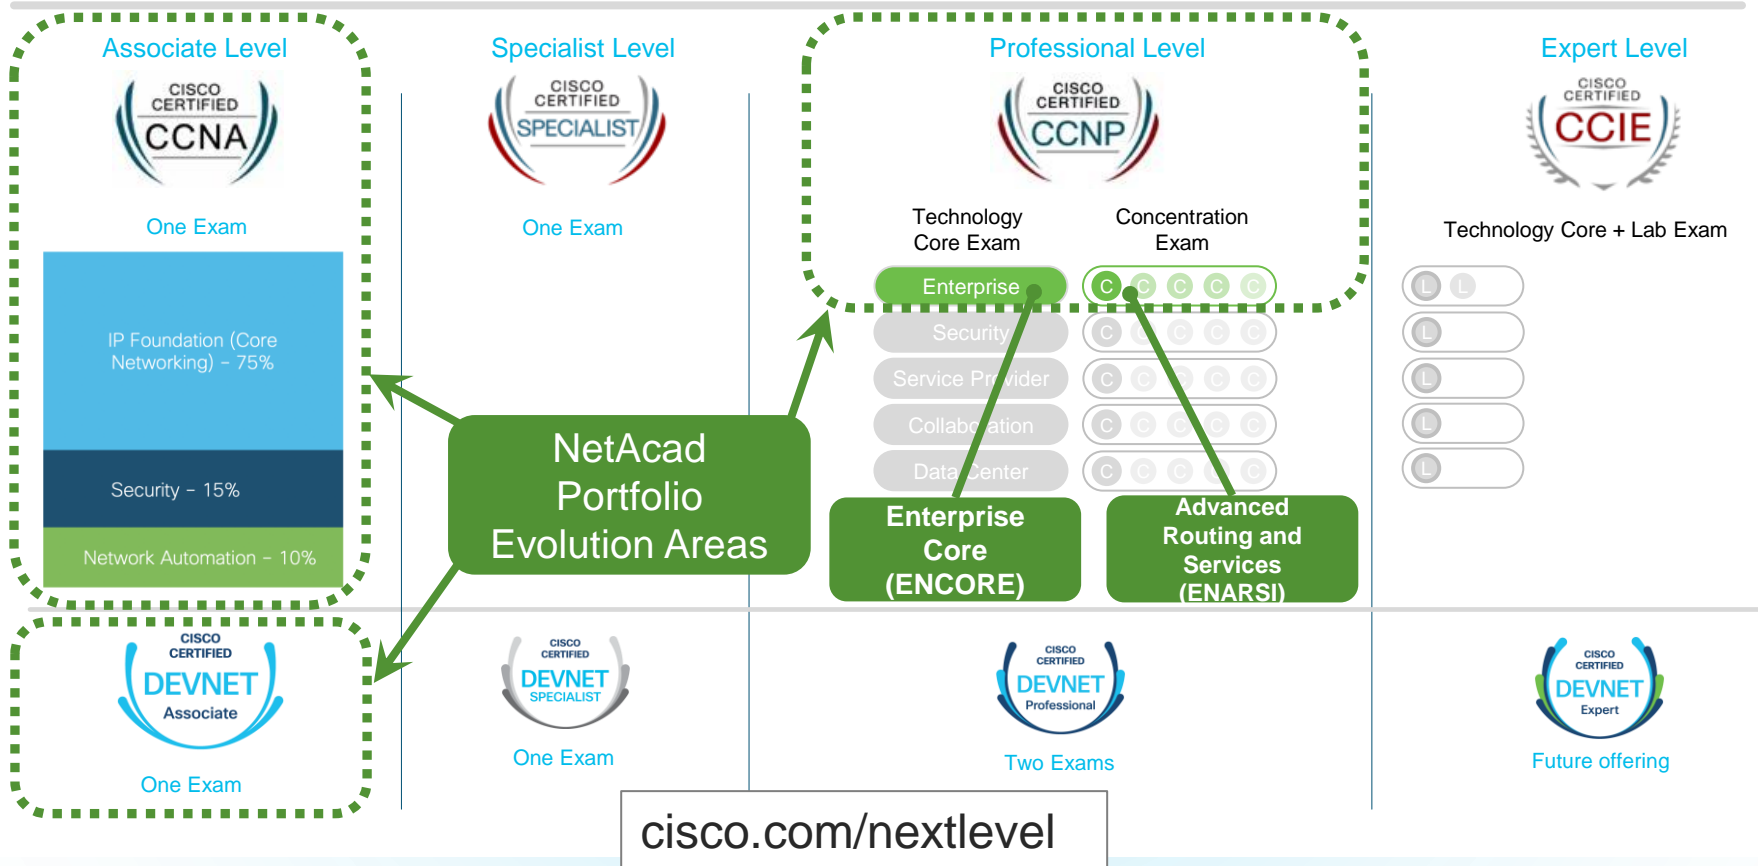 Associate Level
CISCO
CERTIFIED
CCNA
One Exam
IP Foundation (Core
Networking) – 75%
Security – 15%
Network Automation – 10%
Specialist Level
CISCO
CERTIFIED
SPECIALIST
One Exam
Professional Level
CISCO
CERTIFIED
CCNP
Technology
Core Exam
Concentration
Exam
Enterprise
C C C C C
Security
C C C C C
Service Provider
C C C C C
Collaboration
C C C C C
Data Center
C C C C C
Expert Level
CISCO
CERTIFIED
CCIE
Technology Core + Lab Exam
L L
L
L
L
L
NetAcad
Portfolio
Evolution Areas
Enterprise
Core
(ENCORE)
Advanced
Routing and
Services
(ENARSI)
CISCO
CERTIFIED
DEVNET
Associate
One Exam
CISCO
CERTIFIED
DEVNET
SPECIALIST
One Exam
CISCO
CERTIFIED
DEVNET
Professional
Two Exams
CISCO
CERTIFIED
DEVNET
Expert
Future offering
cisco.com/nextlevel